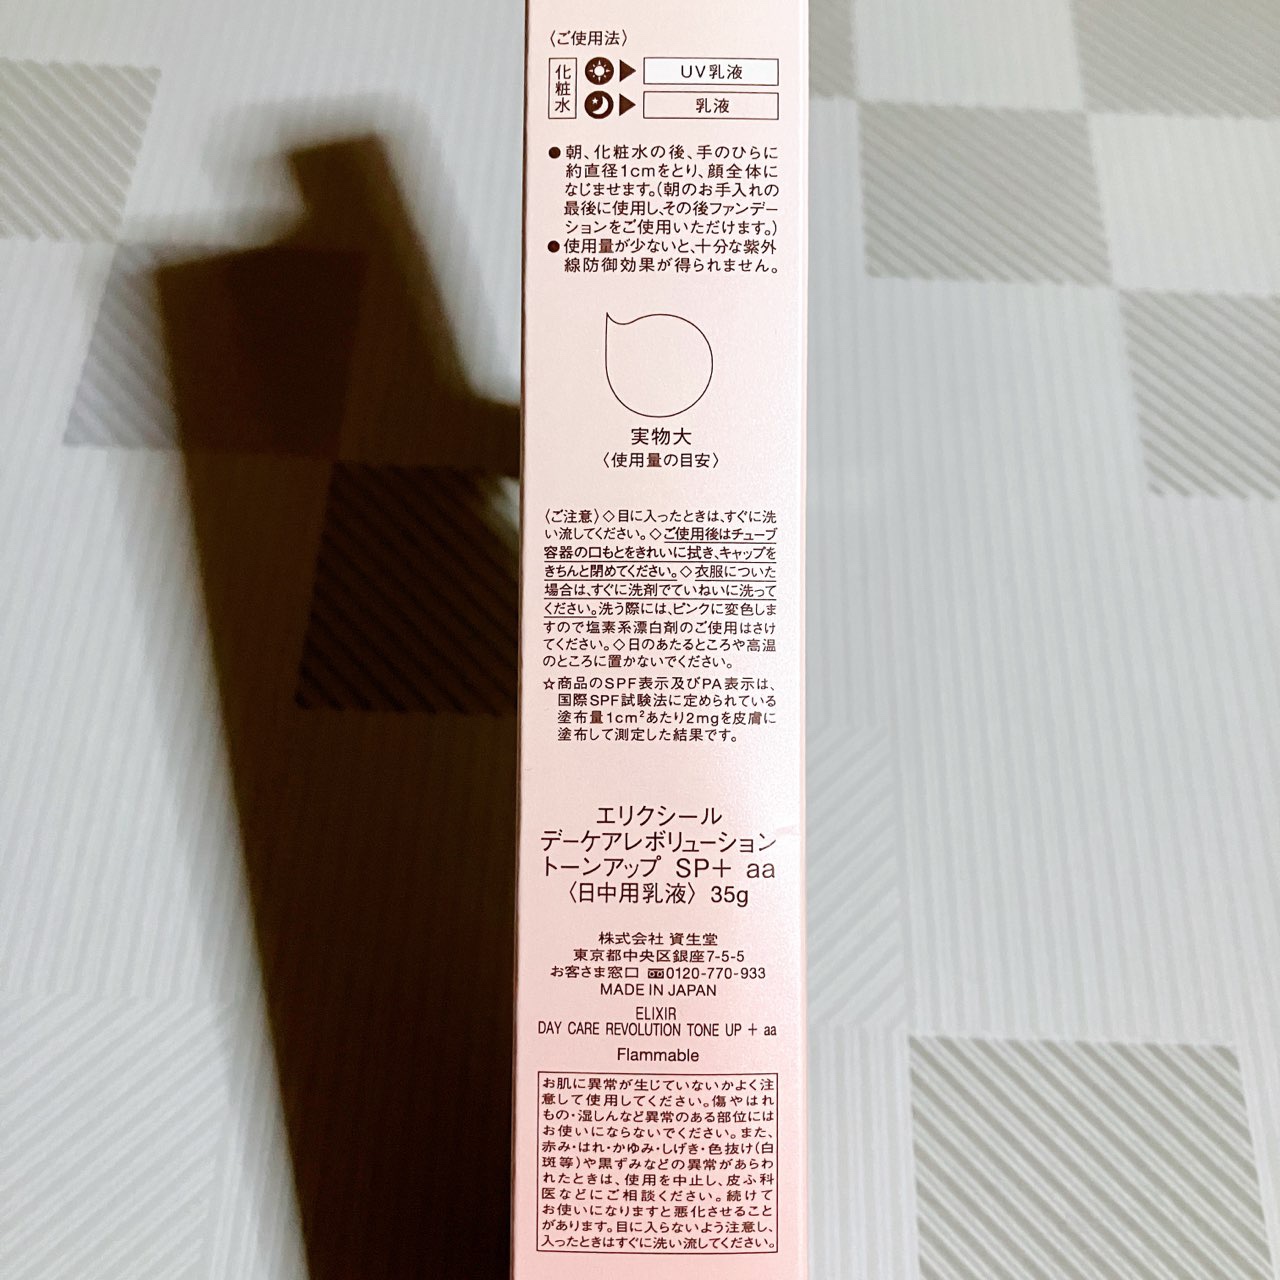 〈ご使用法〉
化粧水
UV乳液
乳液
●朝、化粧水の後、手のひらに
約直径1cmをとり、顔全体に
なじませます。(朝のお手入れの
最後に使用し、その後ファンデー
ションをご使用いただけます。)
●使用量が少ないと、十分な紫外
線防御効果が得られません。
実物大
〈使用量の目安〉
〈ご注意〉◇目に入ったときは、すぐに洗
い流してください。◇ご使用後はチューブ
容器の口もとをきれいに拭き、キャップを
きちんと閉めてください。◇衣服についた
場合は、すぐに洗剤でていねいに洗って
ください。洗う際には、ピンクに変色しま
すので塩素系漂白剤のご使用はさけ
てください。◇日のあたるところや高温
のところに置かないでください。
☆商品のSPF表示及びPA表示は、
国際SPF試験法に定められている
塗布量1cm²あたり2mgを皮膚に
塗布して測定した結果です。
エリクシール
デーケアレボリューション
トーンアップ SP+ aa
〈日中用乳液〉 35g
株式会社 資生堂
東京都中央区銀座7-5-5
お客さま窓口 0120-770-933
MADE IN JAPAN
ELIXIR
DAY CARE REVOLUTION TONE UP + aa
Flammable
お肌に異常が生じていないかよく注
意して使用してください。傷やはれ
もの・湿しんなど異常のある部位には
お使いにならないでください。また、
赤み・はれ・かゆみ・しげき・色抜け(白
斑等)や黒ずみなどの異常があらわ
れたときは、使用を中止し、皮ふ科
医などにご相談ください。続けて
お使いになりますと悪化させること
があります。目に入らないよう注意し、
入ったときはすぐに洗い流してください。